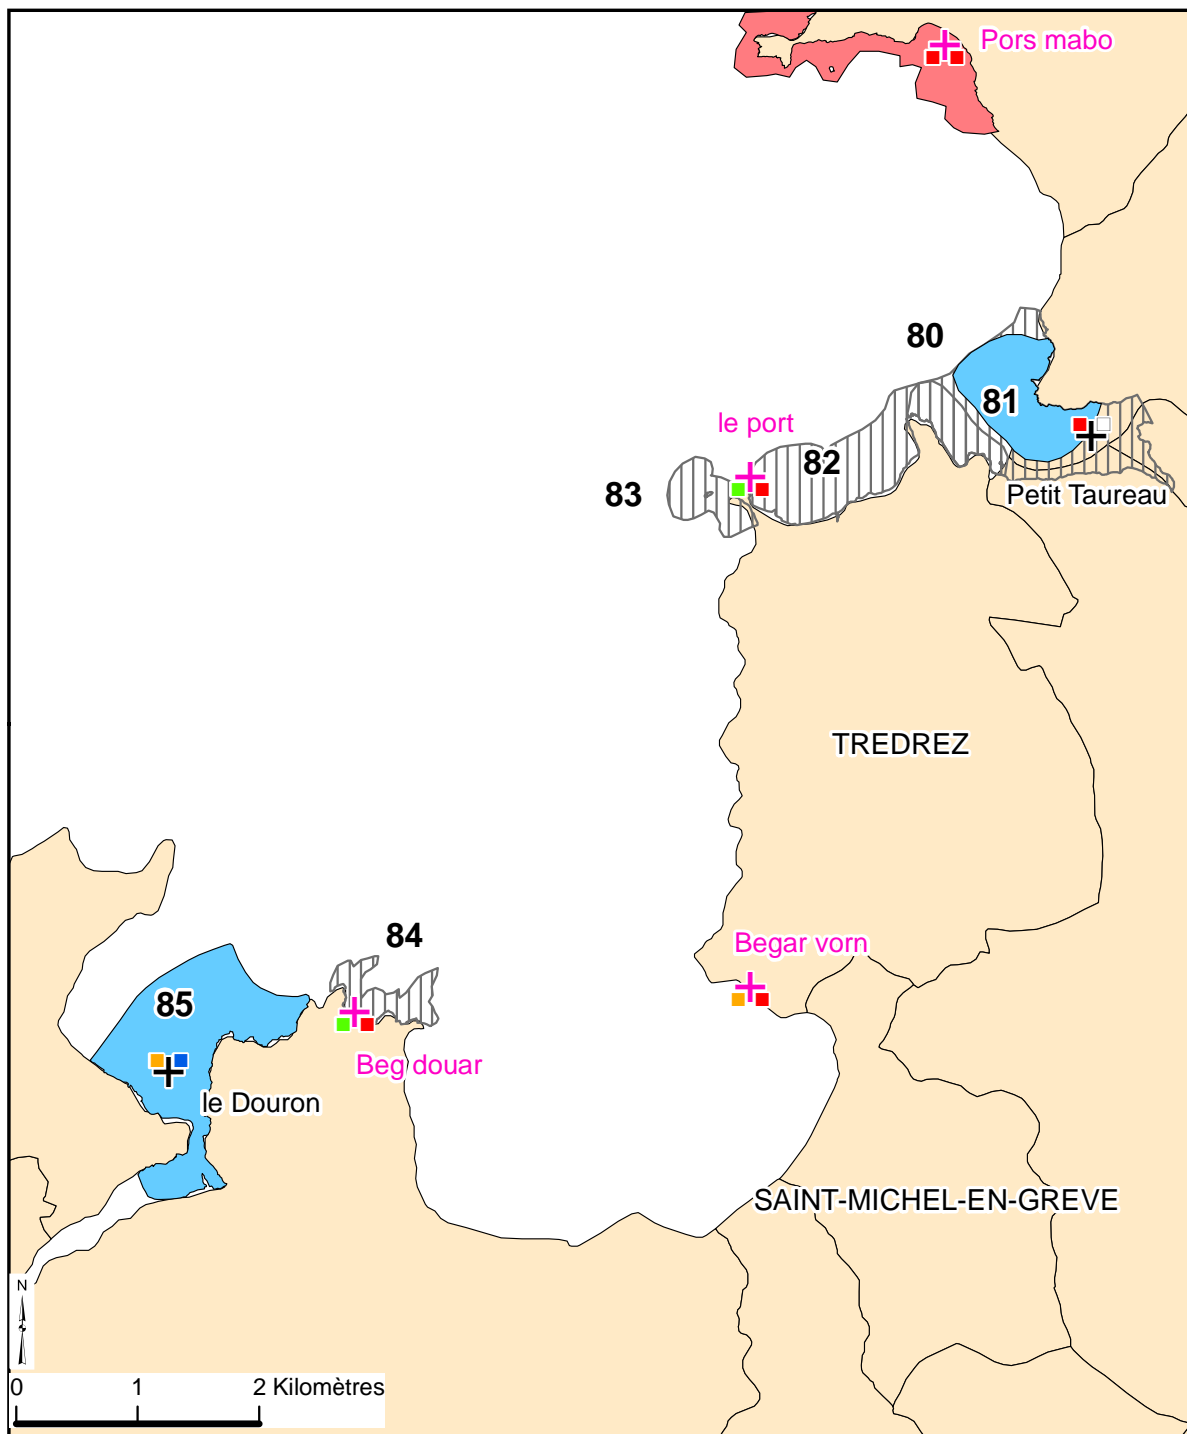 Pors mabo
80
81
le port
82
83
Petit Taureau
TREDREZ
84
Begar vorn
85
Beg douar
le Douron
SAINT-MICHEL-EN-GREVE
N
0 1 2 Kilomètres